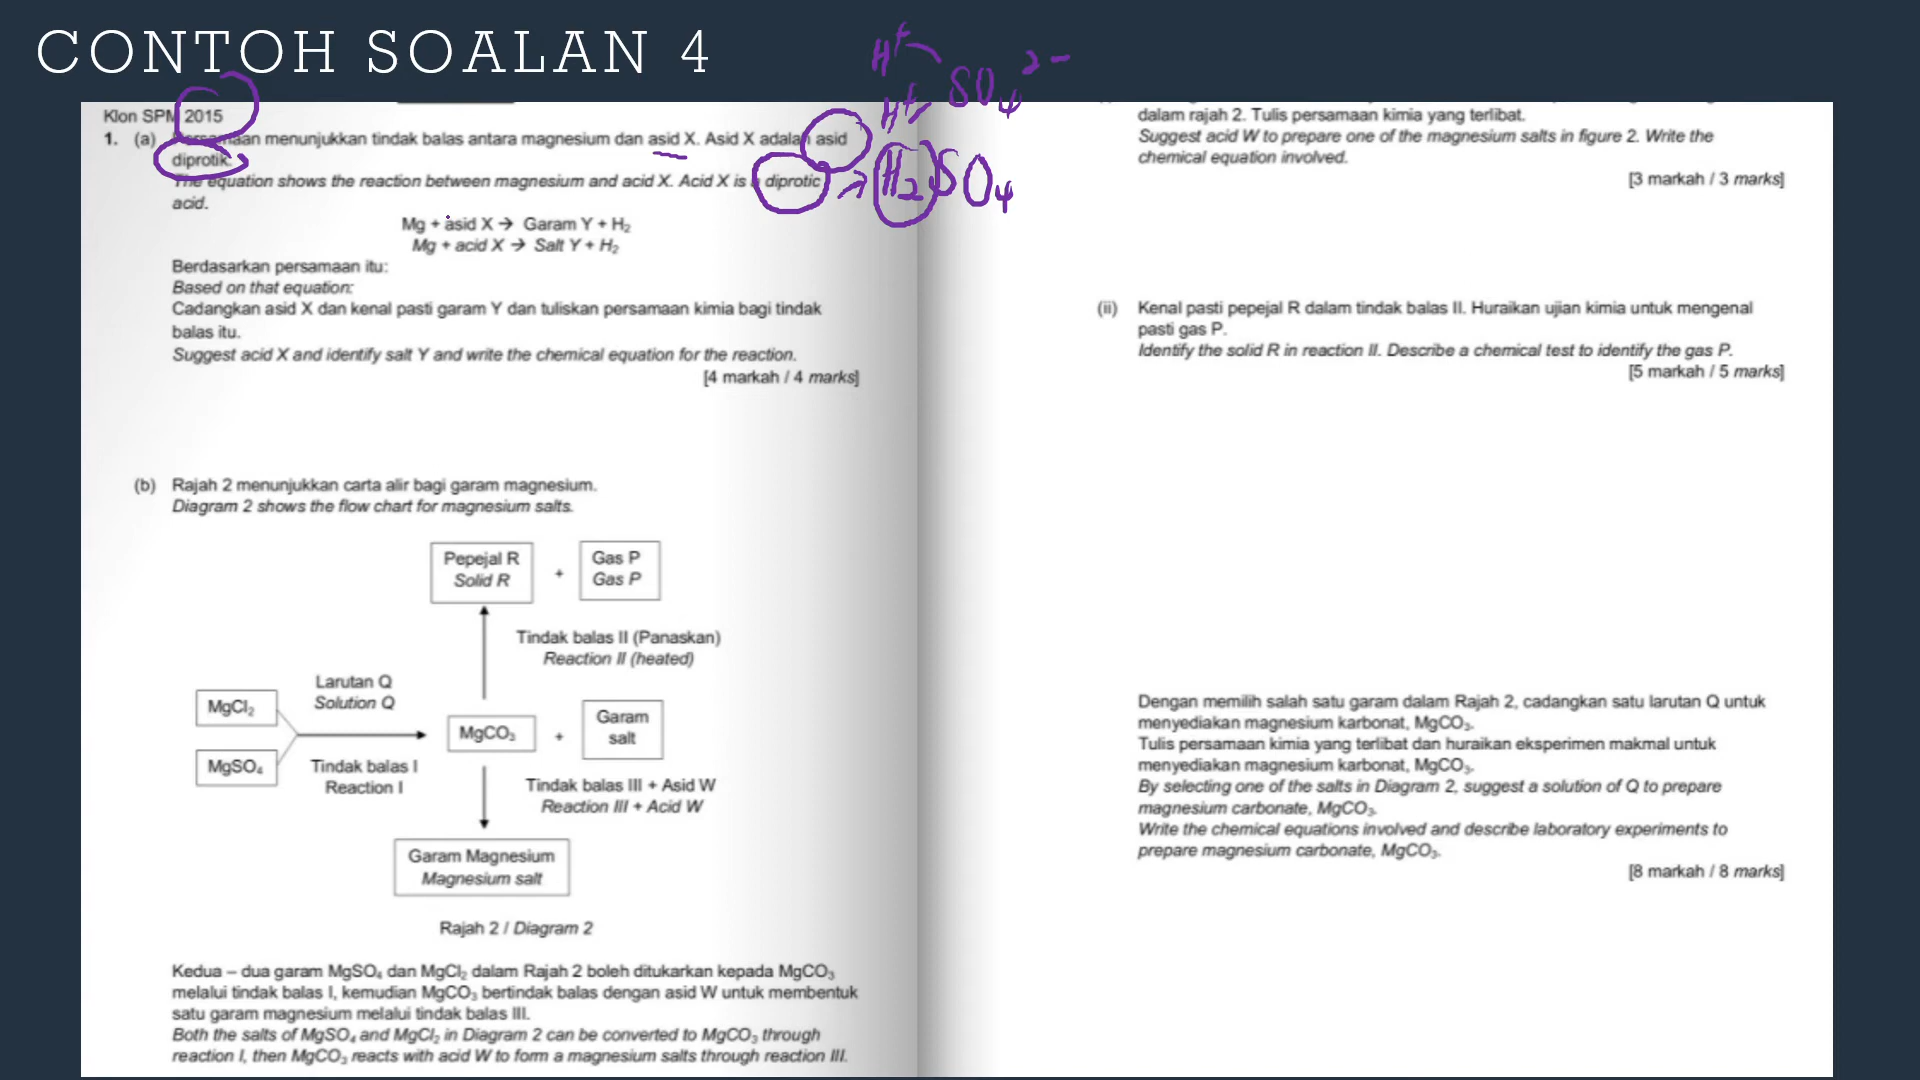 CONTOH SOALAN 4
H⁺
SO₄²⁻
H⁺
H₂SO₄
Klon SPM 2015
1. (a) Persamaan menunjukkan tindak balas antara magnesium dan asid X. Asid X adalah asid
diprotik.
The equation shows the reaction between magnesium and acid X. Acid X is a diprotic
acid.
Mg + asid X → Garam Y + H₂
Mg + acid X → Salt Y + H₂
Berdasarkan persamaan itu:
Based on that equation:
Cadangkan asid X dan kenal pasti garam Y dan tuliskan persamaan kimia bagi tindak
balas itu.
Suggest acid X and identify salt Y and write the chemical equation for the reaction.
[4 markah / 4 marks]
(b) Rajah 2 menunjukkan carta alir bagi garam magnesium.
Diagram 2 shows the flow chart for magnesium salts.
Pepejal R
Solid R
+
Gas P
Gas P
Tindak balas II (Panaskan)
Reaction II (heated)
MgCl₂
MgSO₄
Larutan Q
Solution Q
Tindak balas I
Reaction I
MgCO₃
+
Garam
salt
Tindak balas III + Asid W
Reaction III + Acid W
Garam Magnesium
Magnesium salt
Rajah 2 / Diagram 2
Kedua – dua garam MgSO₄ dan MgCl₂ dalam Rajah 2 boleh ditukarkan kepada MgCO₃
melalui tindak balas I, kemudian MgCO₃ bertindak balas dengan asid W untuk membentuk
satu garam magnesium melalui tindak balas III.
Both the salts of MgSO₄ and MgCl₂ in Diagram 2 can be converted to MgCO₃ through
reaction I, then MgCO₃ reacts with acid W to form a magnesium salts through reaction III.
dalam rajah 2. Tulis persamaan kimia yang terlibat.
Suggest acid W to prepare one of the magnesium salts in figure 2. Write the
chemical equation involved.
[3 markah / 3 marks]
(ii) Kenal pasti pepejal R dalam tindak balas II. Huraikan ujian kimia untuk mengenal
pasti gas P.
Identify the solid R in reaction II. Describe a chemical test to identify the gas P.
[5 markah / 5 marks]
Dengan memilih salah satu garam dalam Rajah 2, cadangkan satu larutan Q untuk
menyediakan magnesium karbonat, MgCO₃.
Tulis persamaan kimia yang terlibat dan huraikan eksperimen makmal untuk
menyediakan magnesium karbonat, MgCO₃.
By selecting one of the salts in Diagram 2, suggest a solution of Q to prepare
magnesium carbonate, MgCO₃.
Write the chemical equations involved and describe laboratory experiments to
prepare magnesium carbonate, MgCO₃.
[8 markah / 8 marks]